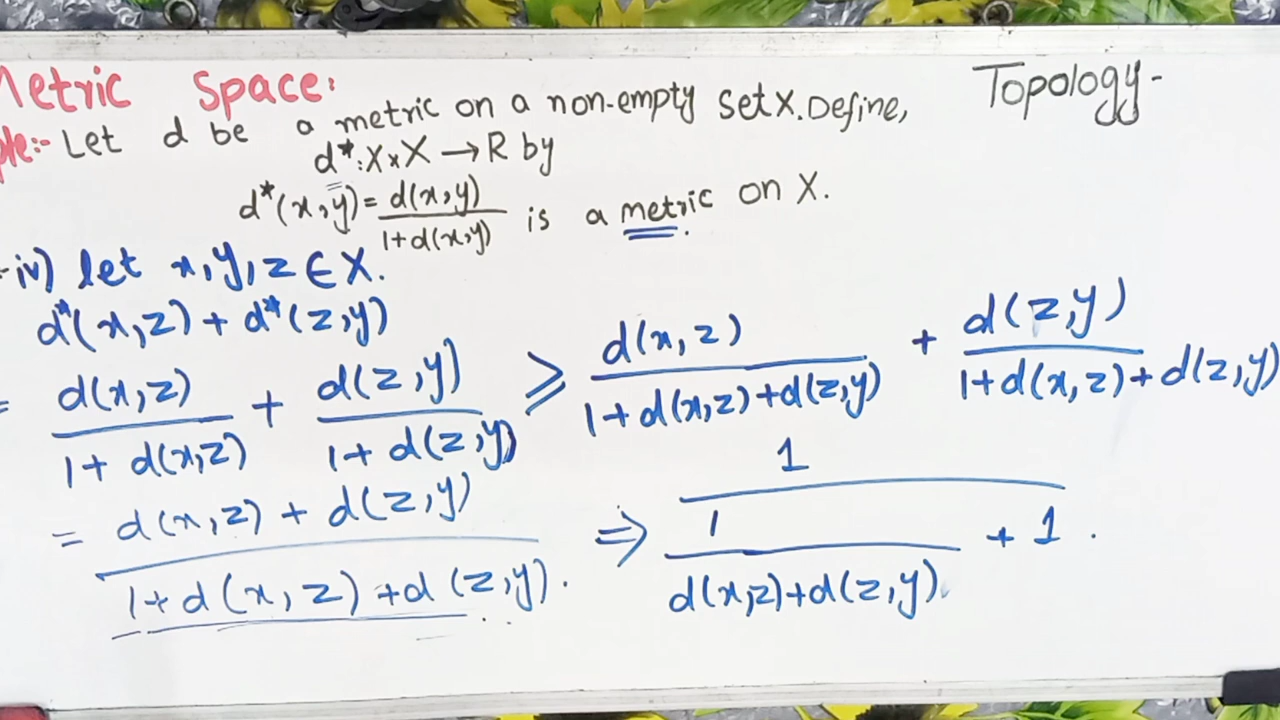 Metric Space:
Topology-
ple:- Let d be a metric on a non-empty set X. Define,
d*: X x X → R by
d*(x,y) = d(x,y) / 1+d(x,y) is a metric on X.
iv) let x, y, z ∈ X.
d*(x,z) + d*(z,y)
= d(x,z) / 1+ d(x,z) + d(z,y) / 1+ d(z,y) ⩾ d(x,z) / 1+d(x,z)+d(z,y) + d(z,y) / 1+d(x,z)+d(z,y)
= d(x,z) + d(z,y) / 1+d(x,z)+d(z,y). ⇒ 1 / 1 / d(x,z)+d(z,y) + 1.